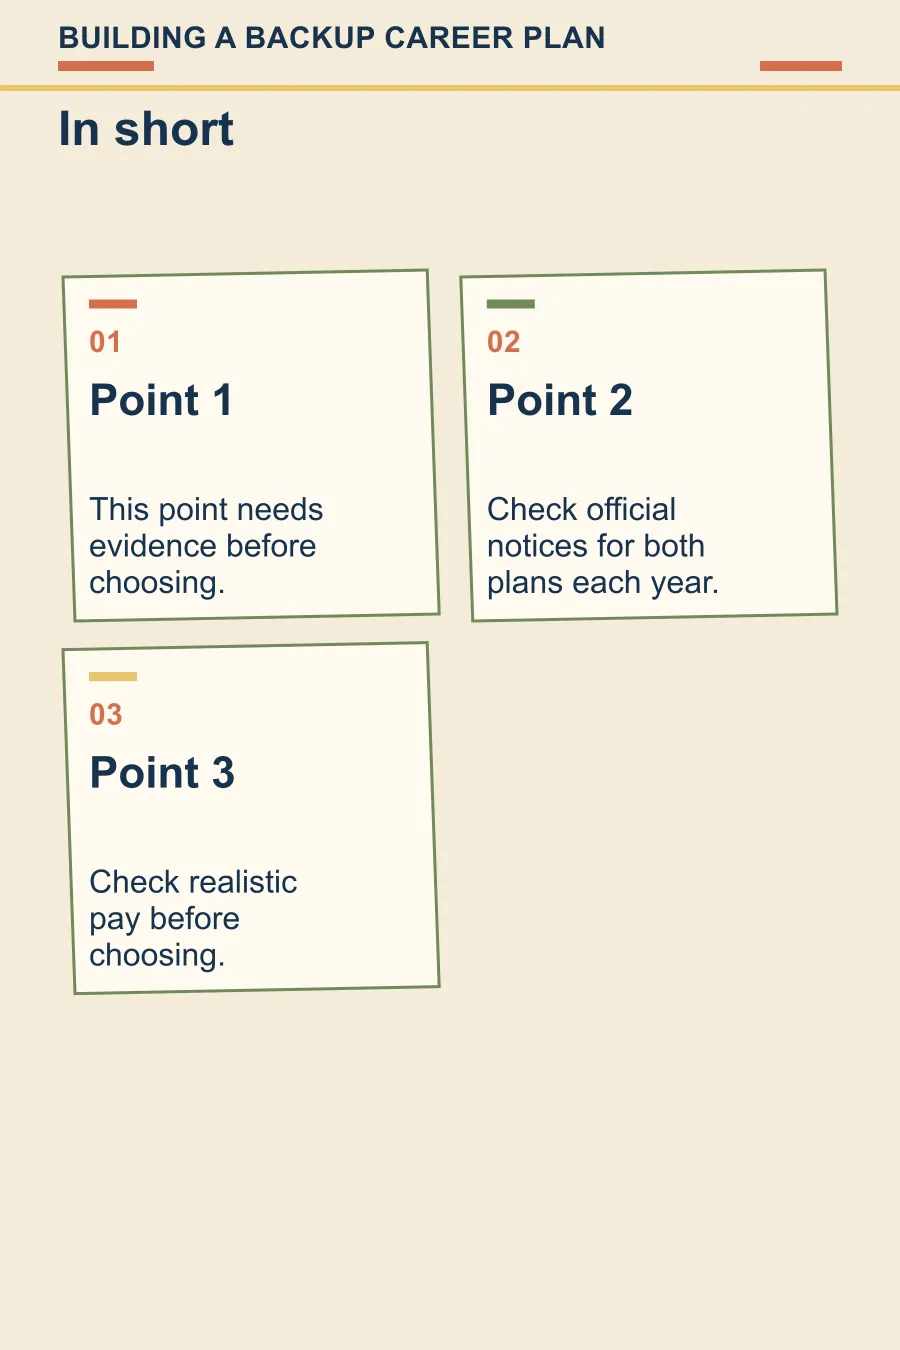 BUILDING A BACKUP CAREER PLAN
In short
01
Point 1
This point needs
evidence before
choosing.
02
Point 2
Check official
notices for both
plans each year.
03
Point 3
Check realistic
pay before
choosing.